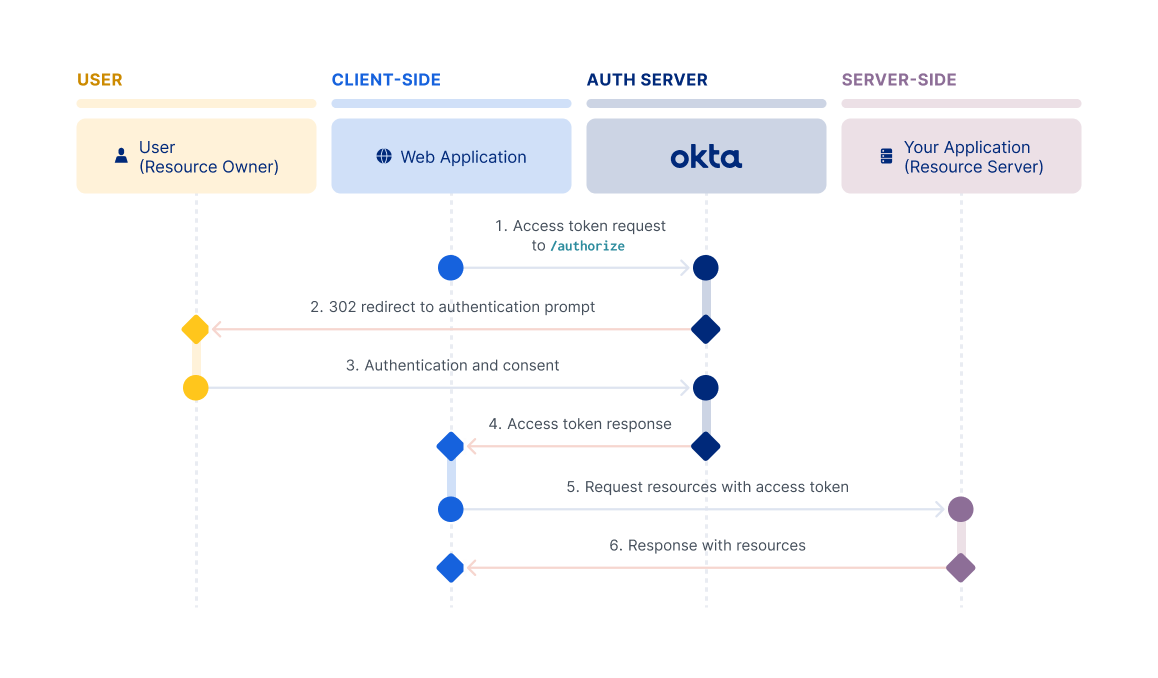 USER
CLIENT-SIDE
AUTH SERVER
SERVER-SIDE
User
(Resource Owner)
Web Application
okta
Your Application
(Resource Server)
1. Access token request
to /authorize
2. 302 redirect to authentication prompt
3. Authentication and consent
4. Access token response
5. Request resources with access token
6. Response with resources